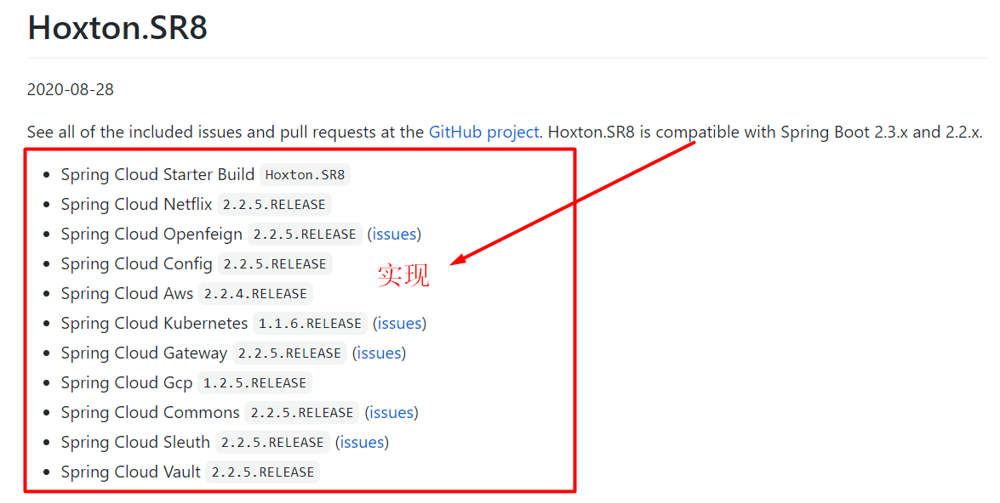 Hoxton.SR8
2020-08-28
See all of the included issues and pull requests at the GitHub project. Hoxton.SR8 is compatible with Spring Boot 2.3.x and 2.2.x.
• Spring Cloud Starter Build Hoxton.SR8
• Spring Cloud Netflix 2.2.5.RELEASE
• Spring Cloud Openfeign 2.2.5.RELEASE (issues)
• Spring Cloud Config 2.2.5.RELEASE
实现
• Spring Cloud Aws 2.2.4.RELEASE
• Spring Cloud Kubernetes 1.1.6.RELEASE (issues)
• Spring Cloud Gateway 2.2.5.RELEASE (issues)
• Spring Cloud Gcp 1.2.5.RELEASE
• Spring Cloud Commons 2.2.5.RELEASE (issues)
• Spring Cloud Sleuth 2.2.5.RELEASE (issues)
• Spring Cloud Vault 2.2.5.RELEASE